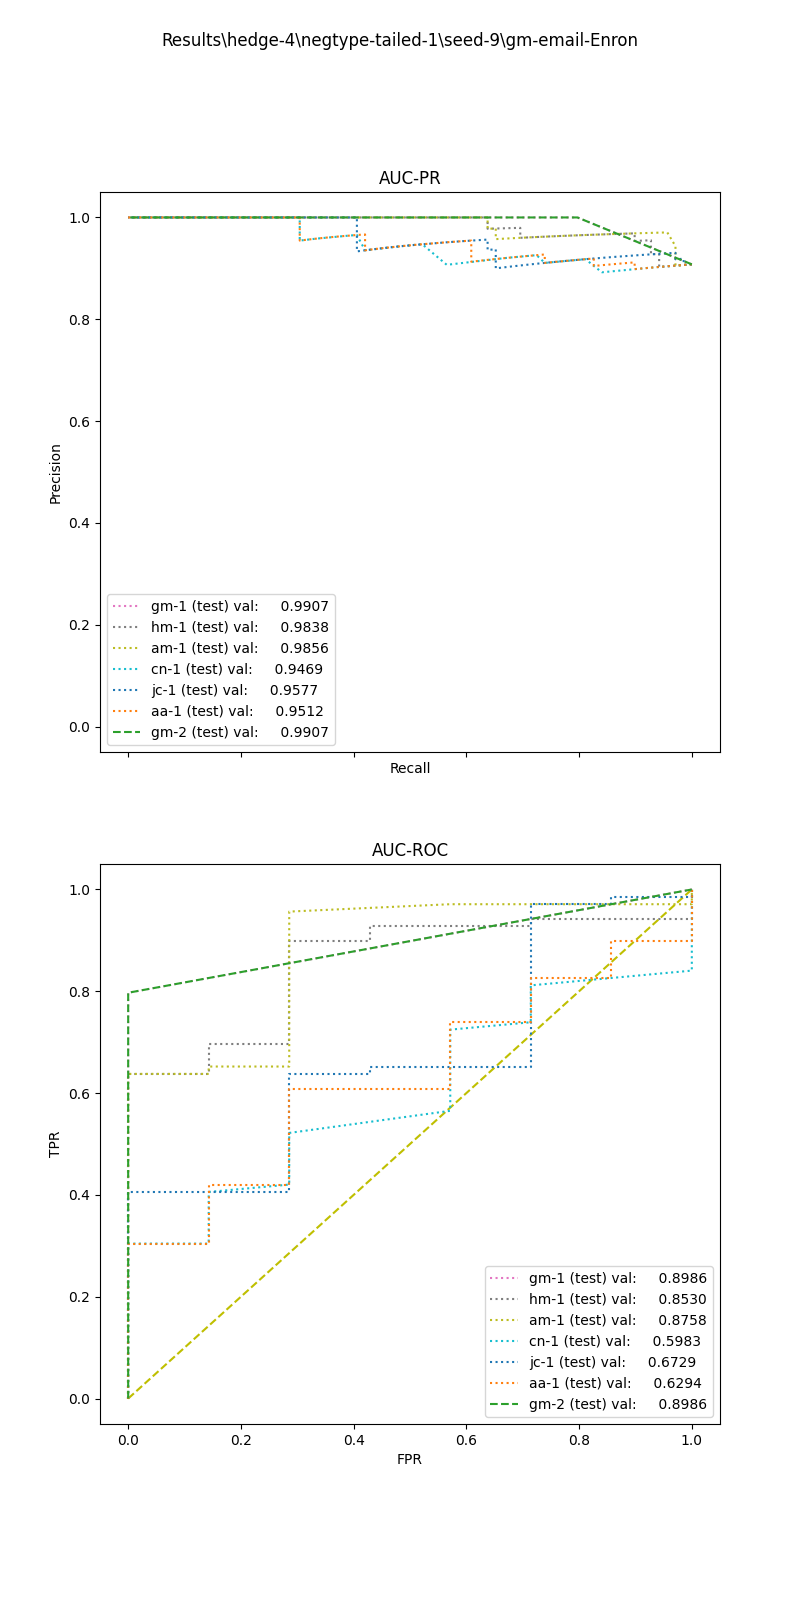 Results\hedge-4\negtype-tailed-1\seed-9\gm-email-Enron
AUC-PR
1.0
0.8
0.6
0.4
0.2
0.0
Precision
gm-1 (test) val: 0.9907
hm-1 (test) val: 0.9838
am-1 (test) val: 0.9856
cn-1 (test) val: 0.9469
jc-1 (test) val: 0.9577
aa-1 (test) val: 0.9512
gm-2 (test) val: 0.9907
Recall
AUC-ROC
1.0
0.8
0.6
0.4
0.2
0.0
TPR
gm-1 (test) val: 0.8986
hm-1 (test) val: 0.8530
am-1 (test) val: 0.8758
cn-1 (test) val: 0.5983
jc-1 (test) val: 0.6729
aa-1 (test) val: 0.6294
gm-2 (test) val: 0.8986
0.0 0.2 0.4 0.6 0.8 1.0
FPR